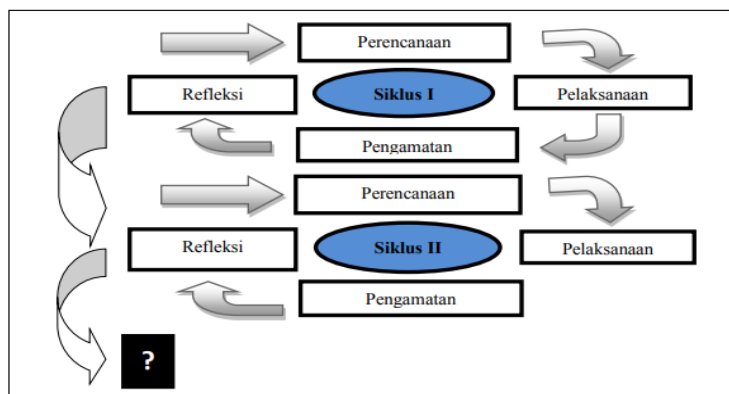 Perencanaan
Refleksi
Siklus I
Pelaksanaan
Pengamatan
Perencanaan
Refleksi
Siklus II
Pelaksanaan
Pengamatan
?